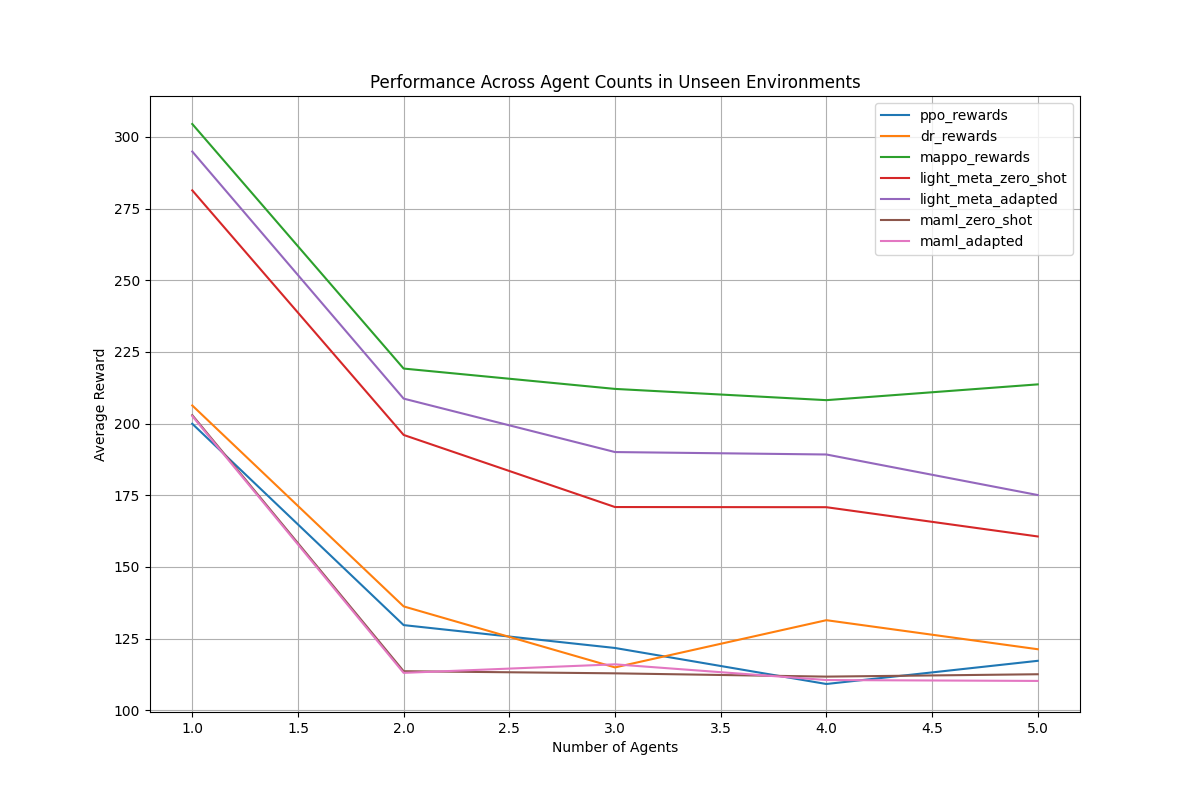 Performance Across Agent Counts in Unseen Environments
ppo_rewards
dr_rewards
mappo_rewards
light_meta_zero_shot
light_meta_adapted
maml_zero_shot
maml_adapted
Average Reward
300
275
250
225
200
175
150
125
100
1.0 1.5 2.0 2.5 3.0 3.5 4.0 4.5 5.0
Number of Agents